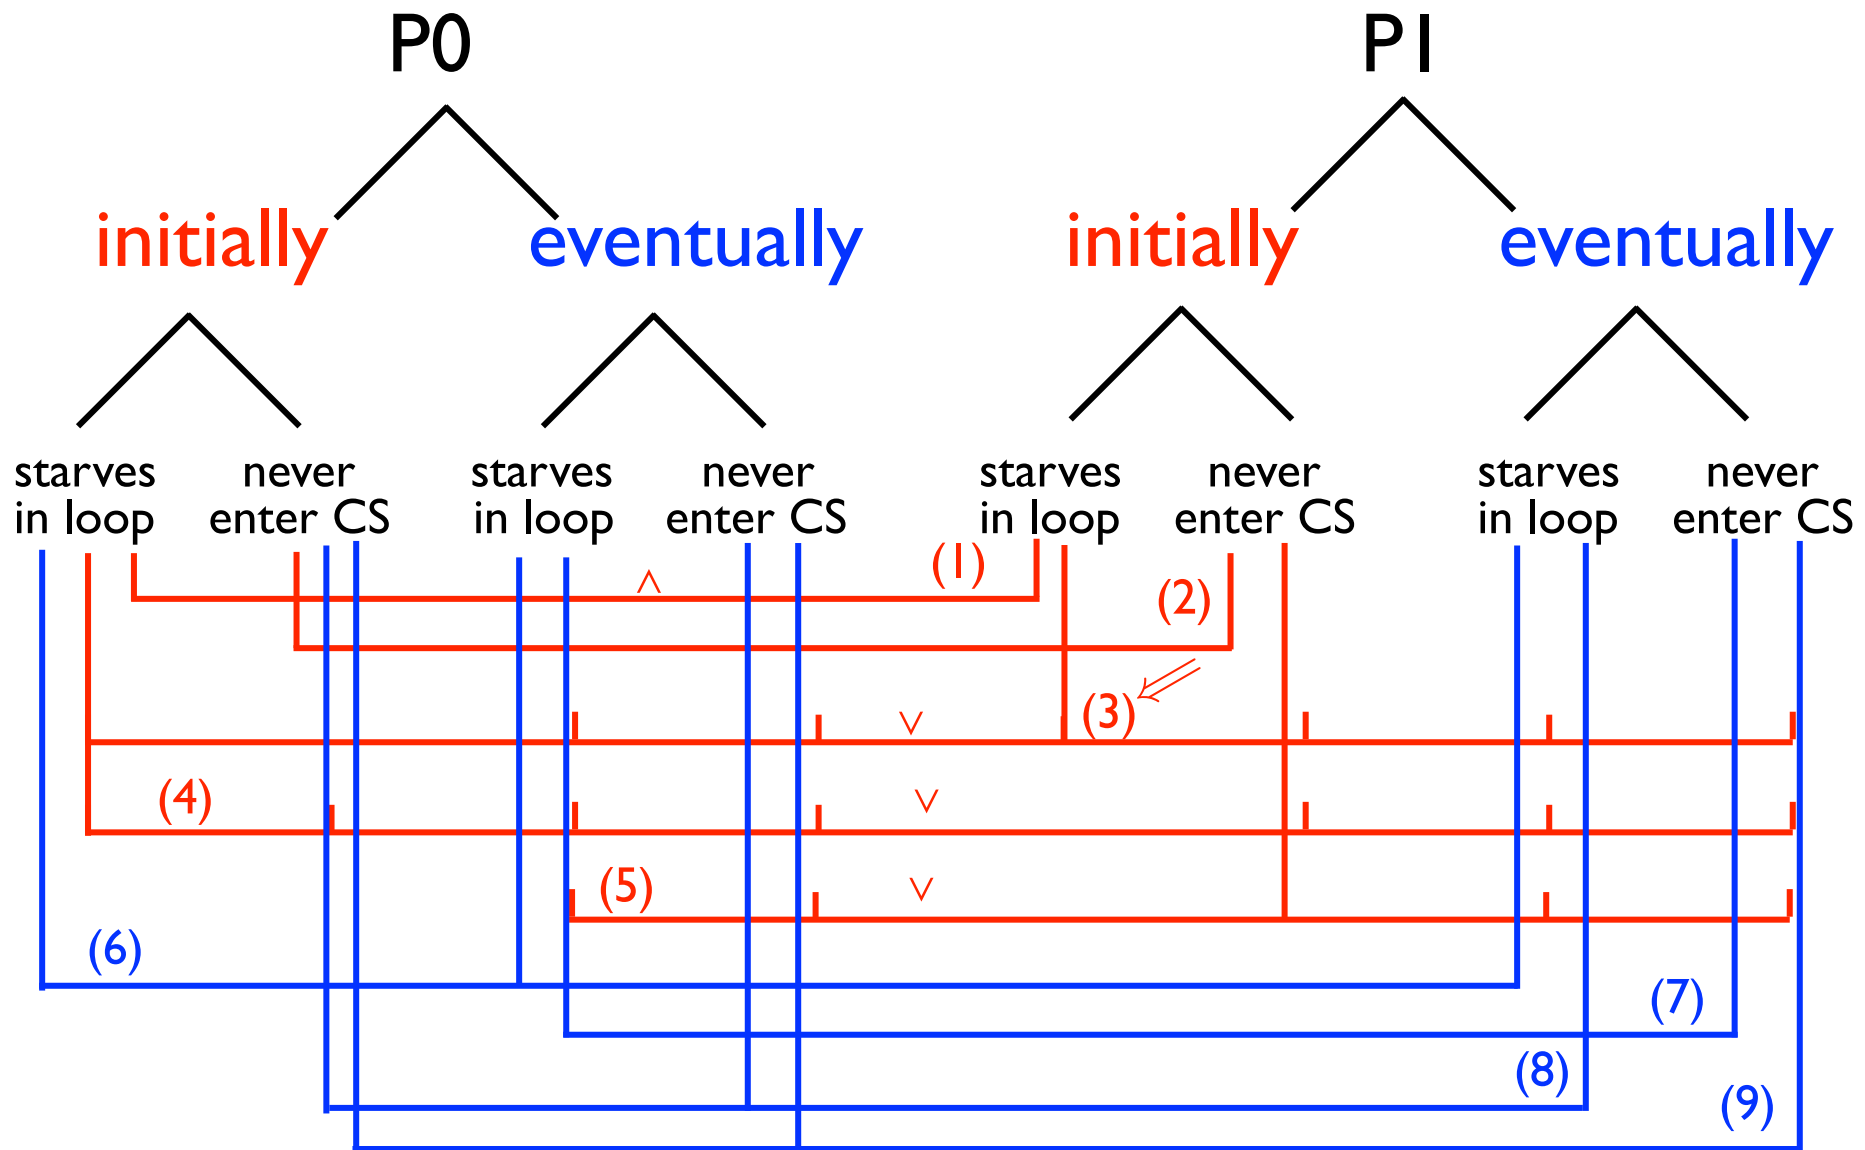 P0 P1
initially eventually initially eventually
starves never starves never starves never starves never
in loop enter CS in loop enter CS in loop enter CS in loop enter CS
(1)
∧
(2)
(3) ⇐
∨
(4) ∨
(5) ∨
(6)
(7)
(8)
(9)